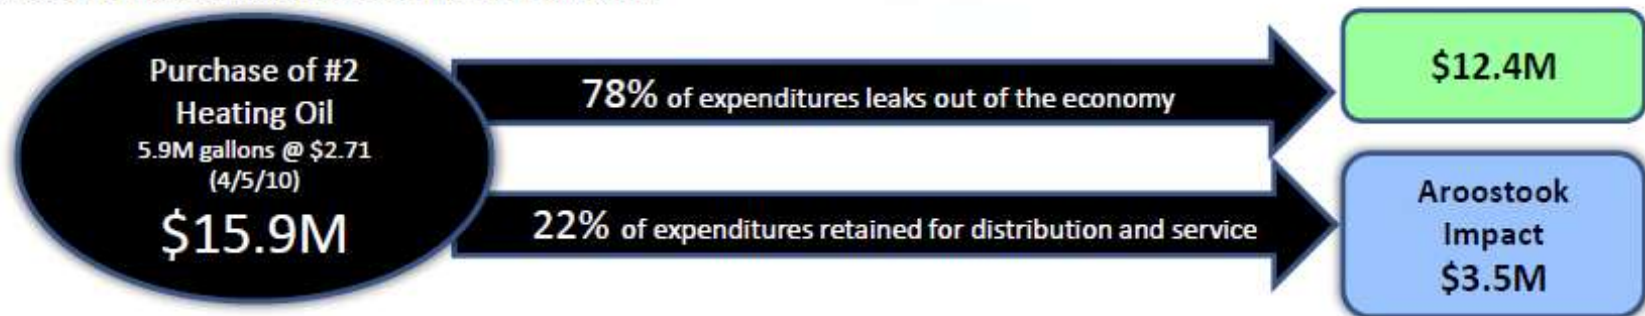 Purchase of #2
Heating Oil
5.9M gallons @ $2.71
(4/5/10)
$15.9M
78% of expenditures leaks out of the economy
$12.4M
22% of expenditures retained for distribution and service
Aroostook
Impact
$3.5M